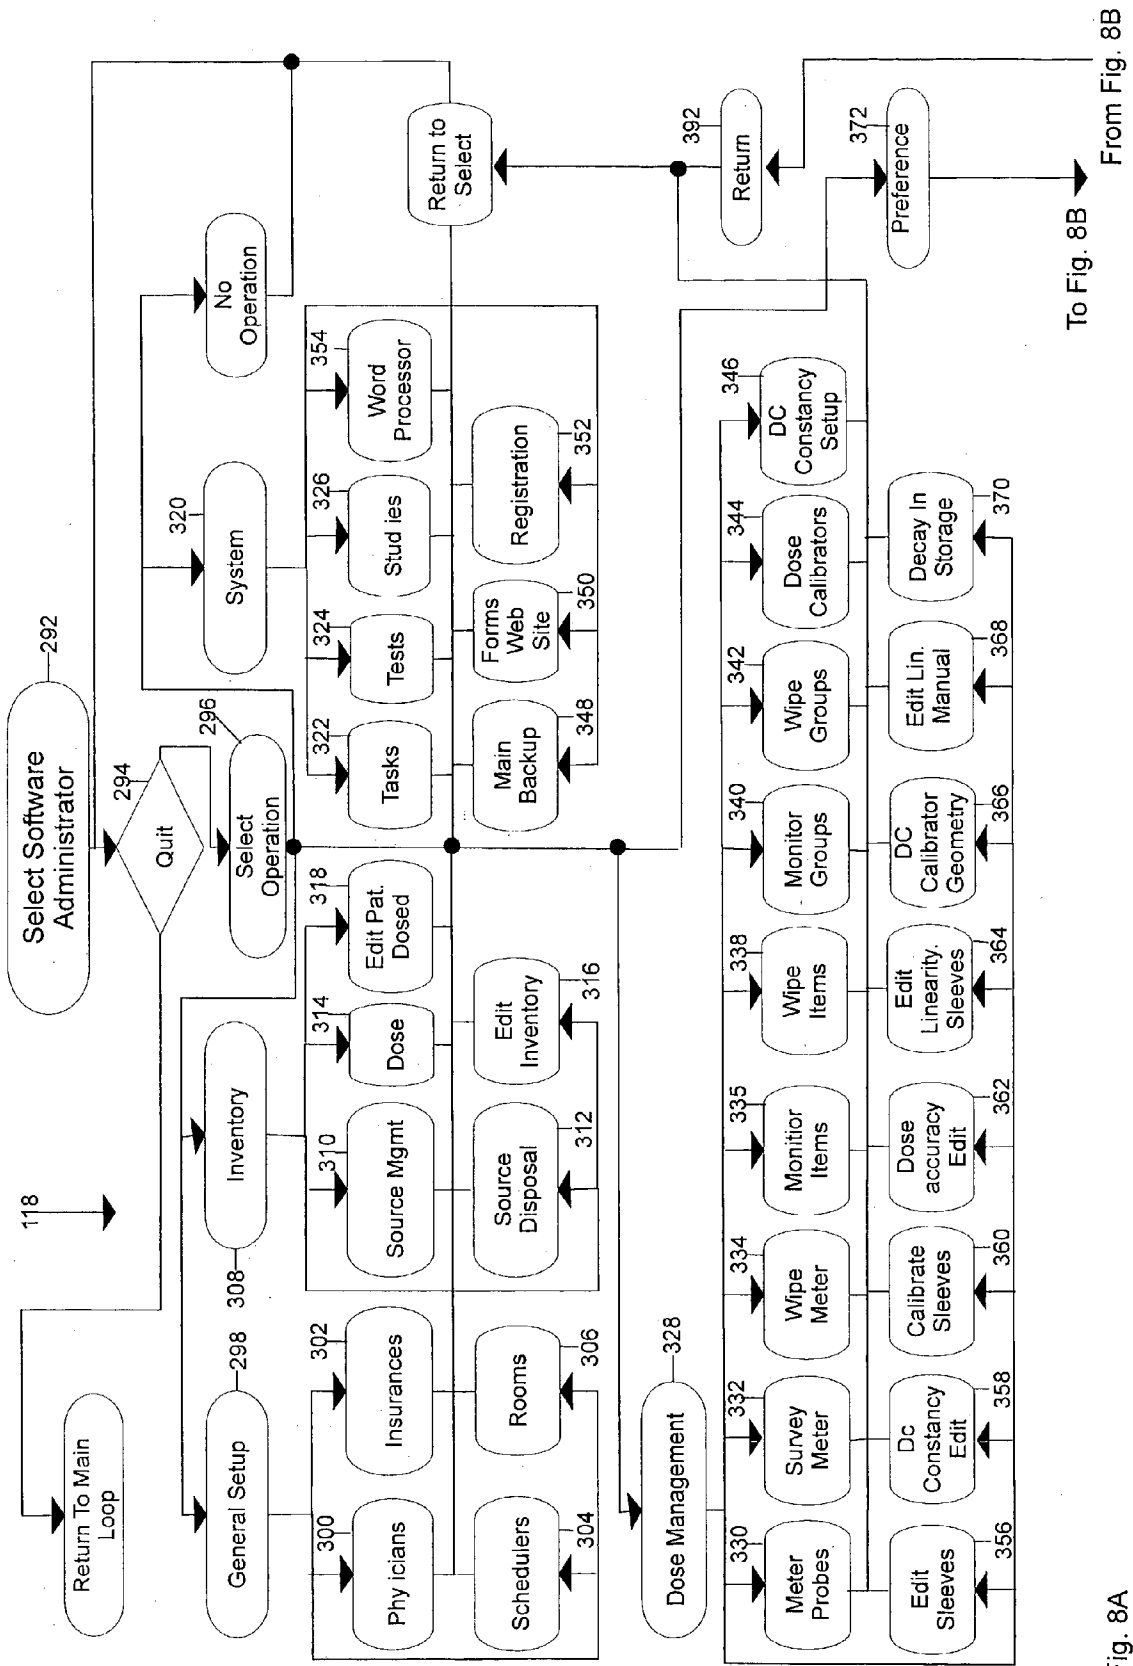 118
Select Software
Administrator
292
294
Quit
Return To Main
Loop
296
Select
Operation
General Setup
298
Inventory
308
System
320
No
Operation
Phy icians
300
Insurances
302
Source Mgmt
310
Dose
314
Edit Pat.
Dosed
318
Tasks
322
Tests
324
Stud ies
326
Word
Processor
354
Return to
Select
Schedulers
304
Rooms
306
Source
Disposal
312
Edit
Inventory
316
Main
Backup
348
Forms
Web
Site
350
Registration
352
Dose Management
328
Return
392
Meter
Probes
330
Survey
Meter
332
Wipe
Meter
334
Monitior
Items
335
Wipe
Items
338
Monitor
Groups
340
Wipe
Groups
342
Dose
Calibrators
344
DC
Constancy
Setup
346
Preference
372
Edit
Sleeves
356
Dc
Constancy
Edit
358
Calibrate
Sleeves
360
Dose
accuracy
Edit
362
Edit
Linearity.
Sleeves
364
DC
Calibrator
Geometry
366
Edit Lin.
Manual
368
Decay In
Storage
370
To Fig. 8B
From Fig. 8B
Fig. 8A